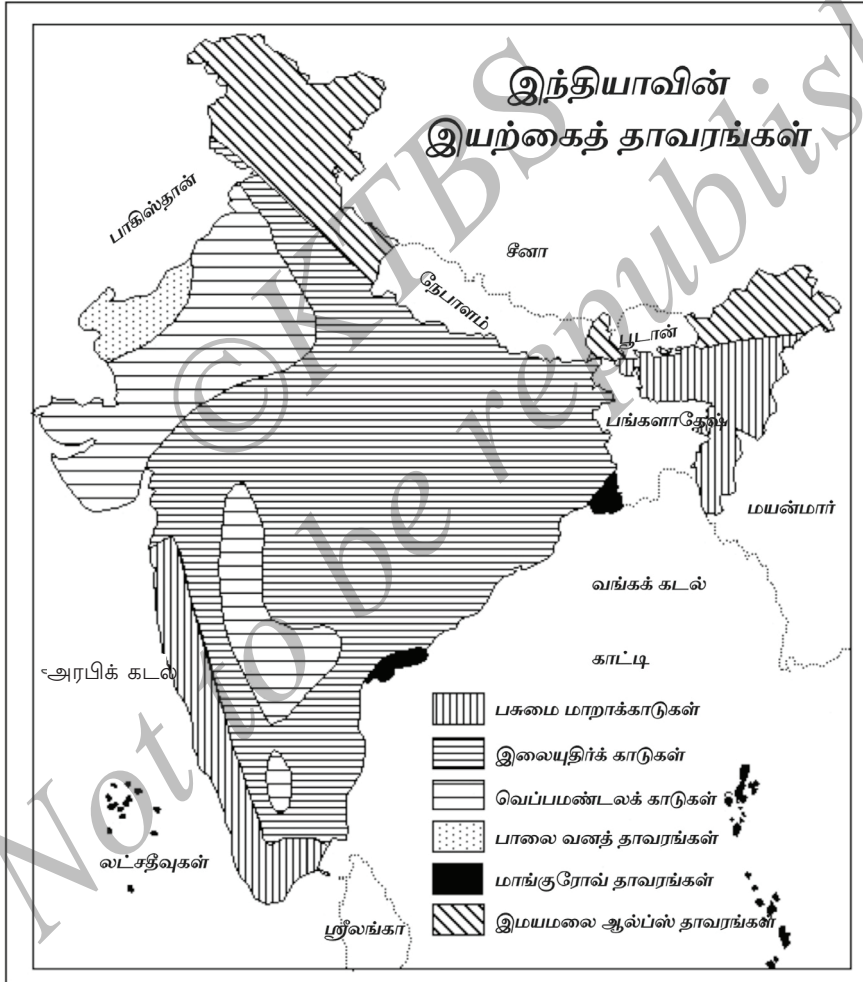 இந்தியாவின்
இயற்கைத் தாவரங்கள்
பாகிஸ்தான்
சீனா
நேபாளம்
பூடான்
பங்களாதேஷ்
மயன்மார்
வங்கக் கடல்
அரபிக் கடல்
காட்டி
பசுமை மாறாக்காடுகள்
இலையுதிர்க் காடுகள்
வெப்பமண்டலக் காடுகள்
பாலை வனத் தாவரங்கள்
லட்சதீவுகள்
மாங்குரோவ் தாவரங்கள்
இமயமலை ஆல்ப்ஸ் தாவரங்கள்
ஸ்ரீலங்கா
©KTBS
Not to be republish